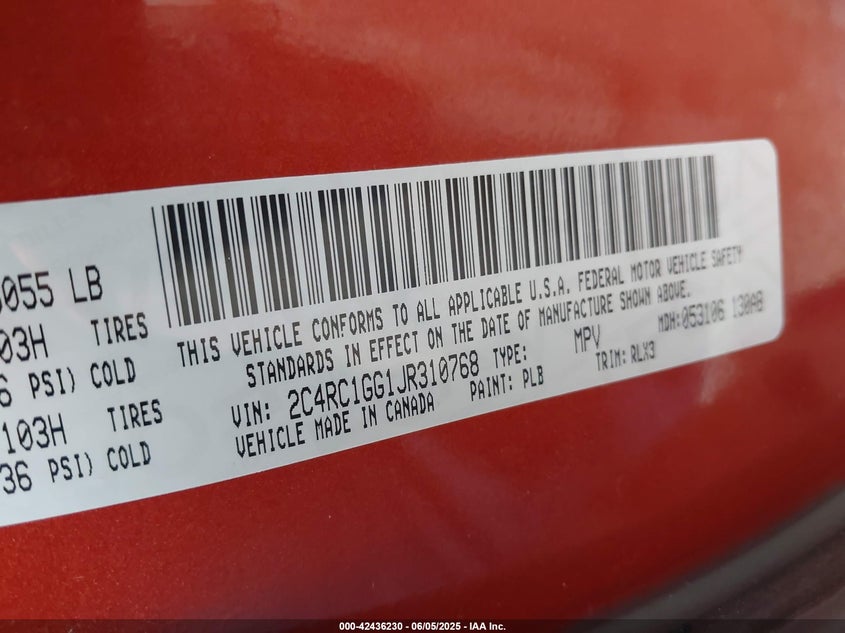 055 LB
03H TIRES
6 PSI) COLD
103H TIRES
36 PSI) COLD
THIS VEHICLE CONFORMS TO ALL APPLICABLE U.S.A. FEDERAL MOTOR VEHICLE SAFETY
STANDARDS IN EFFECT ON THE DATE OF MANUFACTURE SHOWN ABOVE.
VIN: 2C4RC1GG1JR310768 TYPE: MPV MDH:053106 130AB
VEHICLE MADE IN CANADA PAINT: PLB TRIM: RLX3
000-42436230 - 06/05/2025 - IAA Inc.